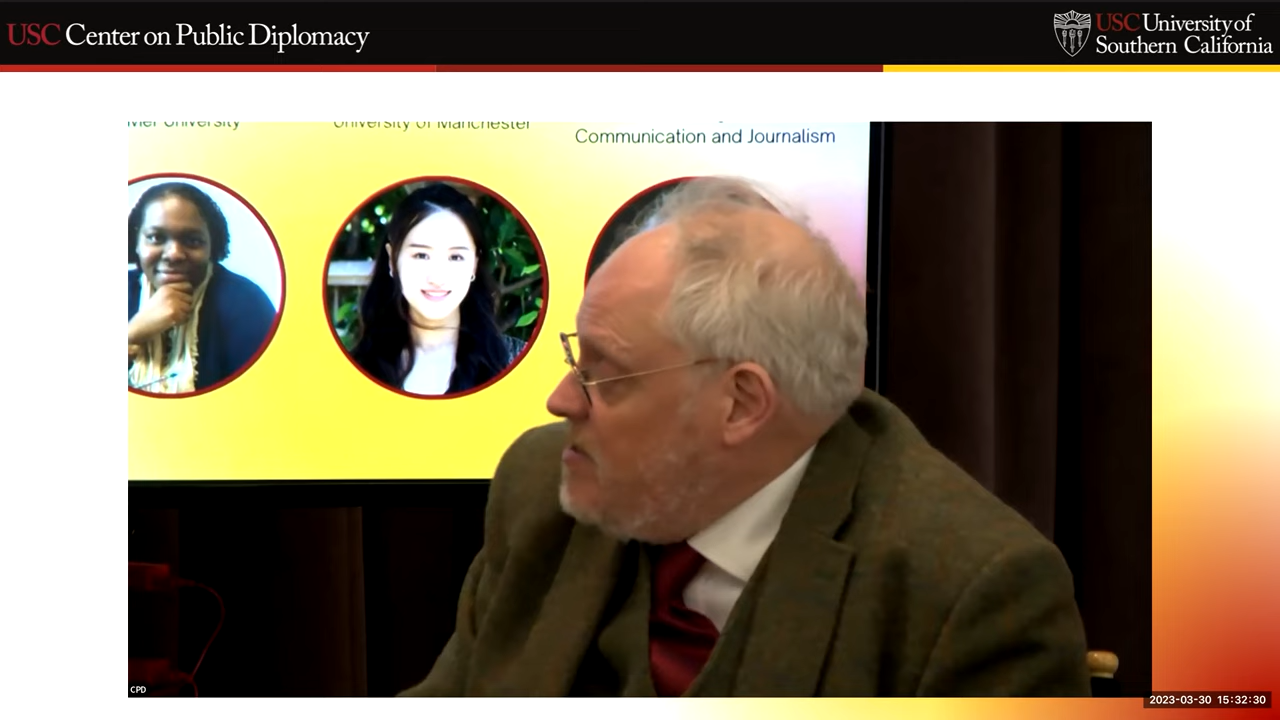 USC Center on Public Diplomacy
USC University of
Southern California
University University of Manchester
Communication and Journalism
CPD
2023-03-30 15:32:30